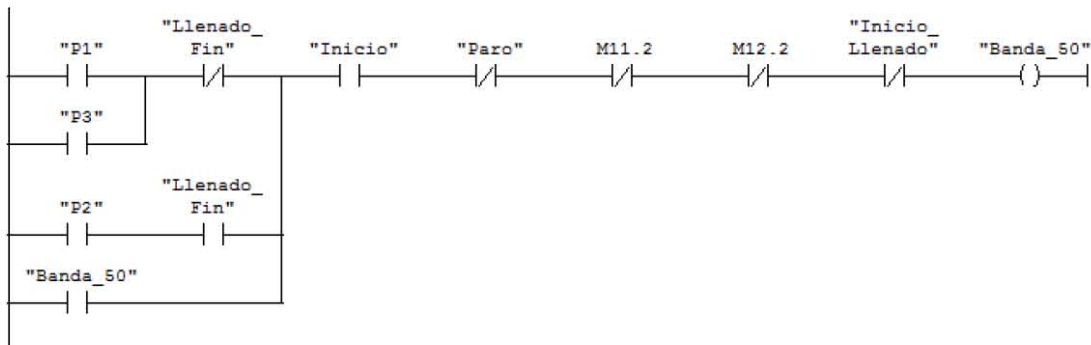 "P1"
"Llenado_
Fin"
"Inicio"
"Paro"
M11.2
M12.2
"Inicio_
Llenado"
"Banda_50"
"P3"
"P2"
"Llenado_
Fin"
"Banda_50"